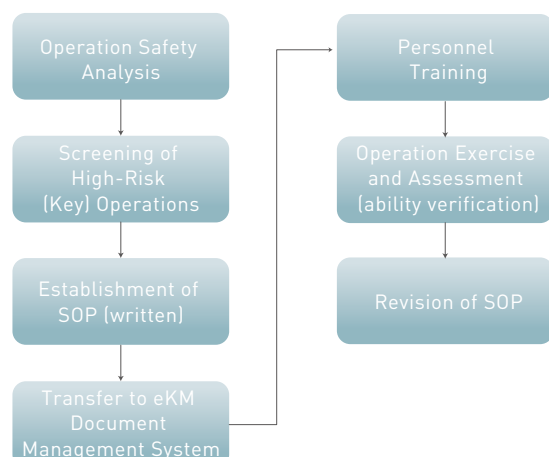 Operation Safety
Analysis
Screening of
High-Risk
(Key) Operations
Establishment of
SOP (written)
Transfer to eKM
Document
Management System
Personnel
Training
Operation Exercise
and Assessment
(ability verification)
Revision of SOP